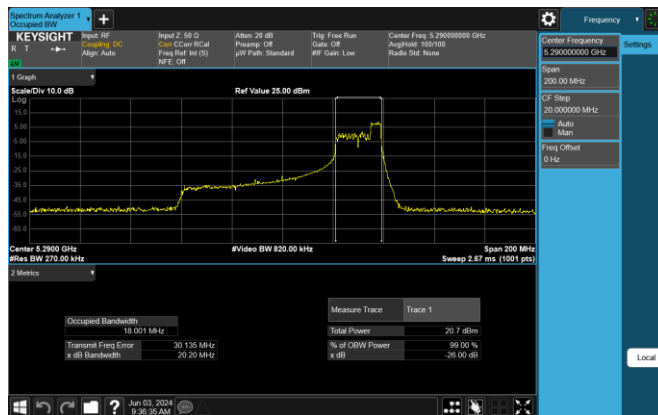 Spectrum Analyzer 1
Occupied BW
Frequency
KEYSIGHT
R T
Input: RF
Coupling: DC
Align: Auto
Input Z: 50 Ω
Corr CCorr RCal
Freq Ref: Int (S)
NFE: Off
Atten: 20 dB
Preamp: Off
µW Path: Standard
Trig: Free Run
Gate: Off
#IF Gain: Low
Center Freq: 5.290000000 GHz
Avg|Hold: 100/100
Radio Std: None
Center Frequency
5.290000000 GHz
Settings
Span
200.00 MHz
CF Step
20.000000 MHz
Auto
Man
Freq Offset
0 Hz
1 Graph
Scale/Div 10.0 dB
Ref Value 25.00 dBm
Log
15.0
5.00
-5.00
-15.0
-25.0
-35.0
-45.0
-55.0
-65.0
Center 5.2900 GHz
#Video BW 820.00 kHz
Span 200 MHz
#Res BW 270.00 kHz
Sweep 2.67 ms (1001 pts)
2 Metrics
Measure Trace
Trace 1
Occupied Bandwidth
18.001 MHz
Total Power
20.7 dBm
Transmit Freq Error
30.135 MHz
% of OBW Power
99.00 %
x dB Bandwidth
20.20 MHz
x dB
-26.00 dB
Local
?
Jun 03, 2024
9:36:35 AM